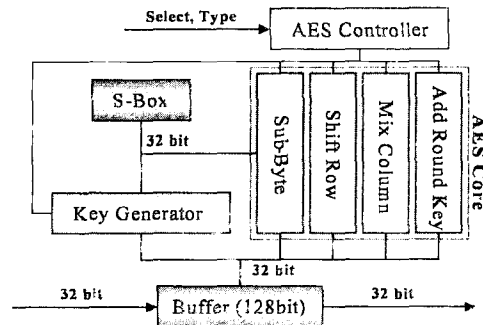 Select, Type
AES Controller
S-Box
32 bit
Sub-Byte
Shift Row
Mix Column
Add Round Key
AES Core
Key Generator
32 bit
32 bit
Buffer (128bit)
32 bit